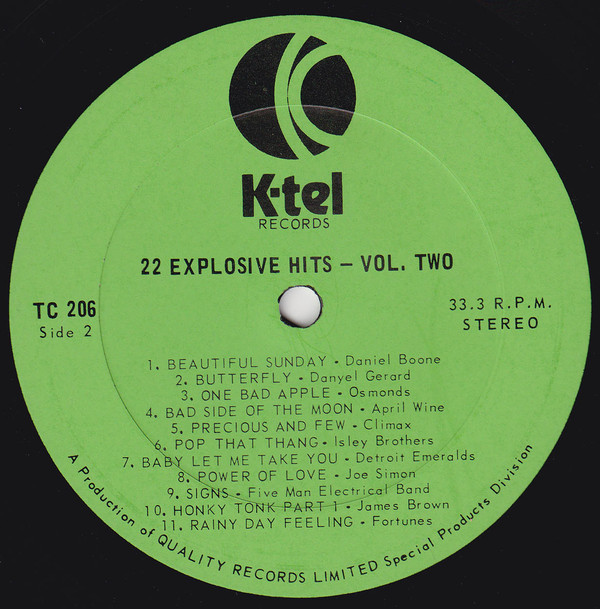 K-tel
RECORDS
22 EXPLOSIVE HITS – VOL. TWO
TC 206
Side 2
33.3 R.P.M.
STEREO
1. BEAUTIFUL SUNDAY - Daniel Boone
2. BUTTERFLY - Danyel Gerard
3. ONE BAD APPLE - Osmonds
4. BAD SIDE OF THE MOON - April Wine
5. PRECIOUS AND FEW - Climax
6. POP THAT THANG - Isley Brothers
7. BABY LET ME TAKE YOU - Detroit Emeralds
8. POWER OF LOVE - Joe Simon
9. SIGNS - Five Man Electrical Band
10. HONKY TONK PART 1 - James Brown
11. RAINY DAY FEELING - Fortunes
A Production of QUALITY RECORDS LIMITED Special Products Division